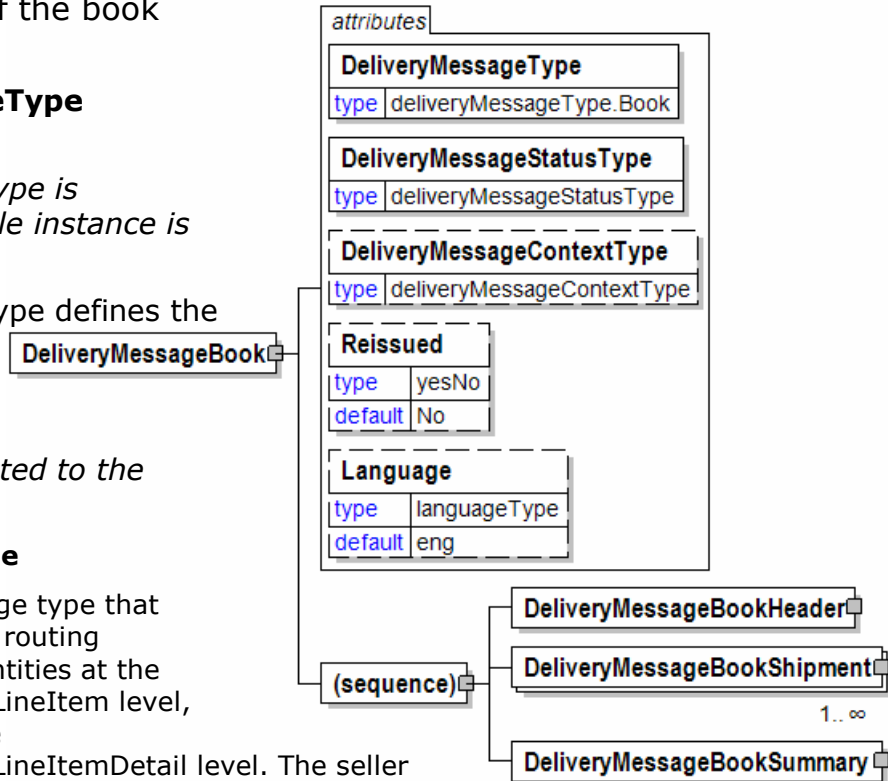 f the book
eType
ype is
le instance is
ype defines the
ted to the
e
ge type that
routing
ntities at the
LineItem level,
LineItemDetail level. The seller
DeliveryMessageBook
attributes
DeliveryMessageType
type deliveryMessageType.Book
DeliveryMessageStatusType
type deliveryMessageStatusType
DeliveryMessageContextType
type deliveryMessageContextType
Reissued
type yesNo
default No
Language
type languageType
default eng
(sequence)
DeliveryMessageBookHeader
DeliveryMessageBookShipment
1.. ∞
DeliveryMessageBookSummary